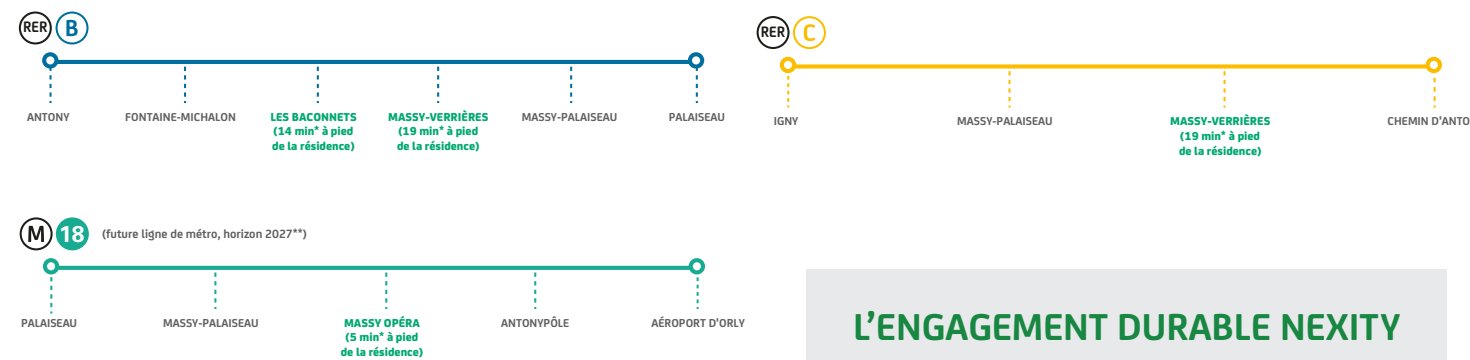 RER B
ANTONY
FONTAINE-MICHALON
LES BACONNETS
(14 min* à pied
de la résidence)
MASSY-VERRIÈRES
(19 min* à pied
de la résidence)
MASSY-PALAISEAU
PALAISEAU
RER C
IGNY
MASSY-PALAISEAU
MASSY-VERRIÈRES
(19 min* à pied
de la résidence)
CHEMIN D'ANTO
M 18 (future ligne de métro, horizon 2027**)
PALAISEAU
MASSY-PALAISEAU
MASSY OPÉRA
(5 min* à pied
de la résidence)
ANTONYPÔLE
AÉROPORT D'ORLY
L'ENGAGEMENT DURABLE NEXITY